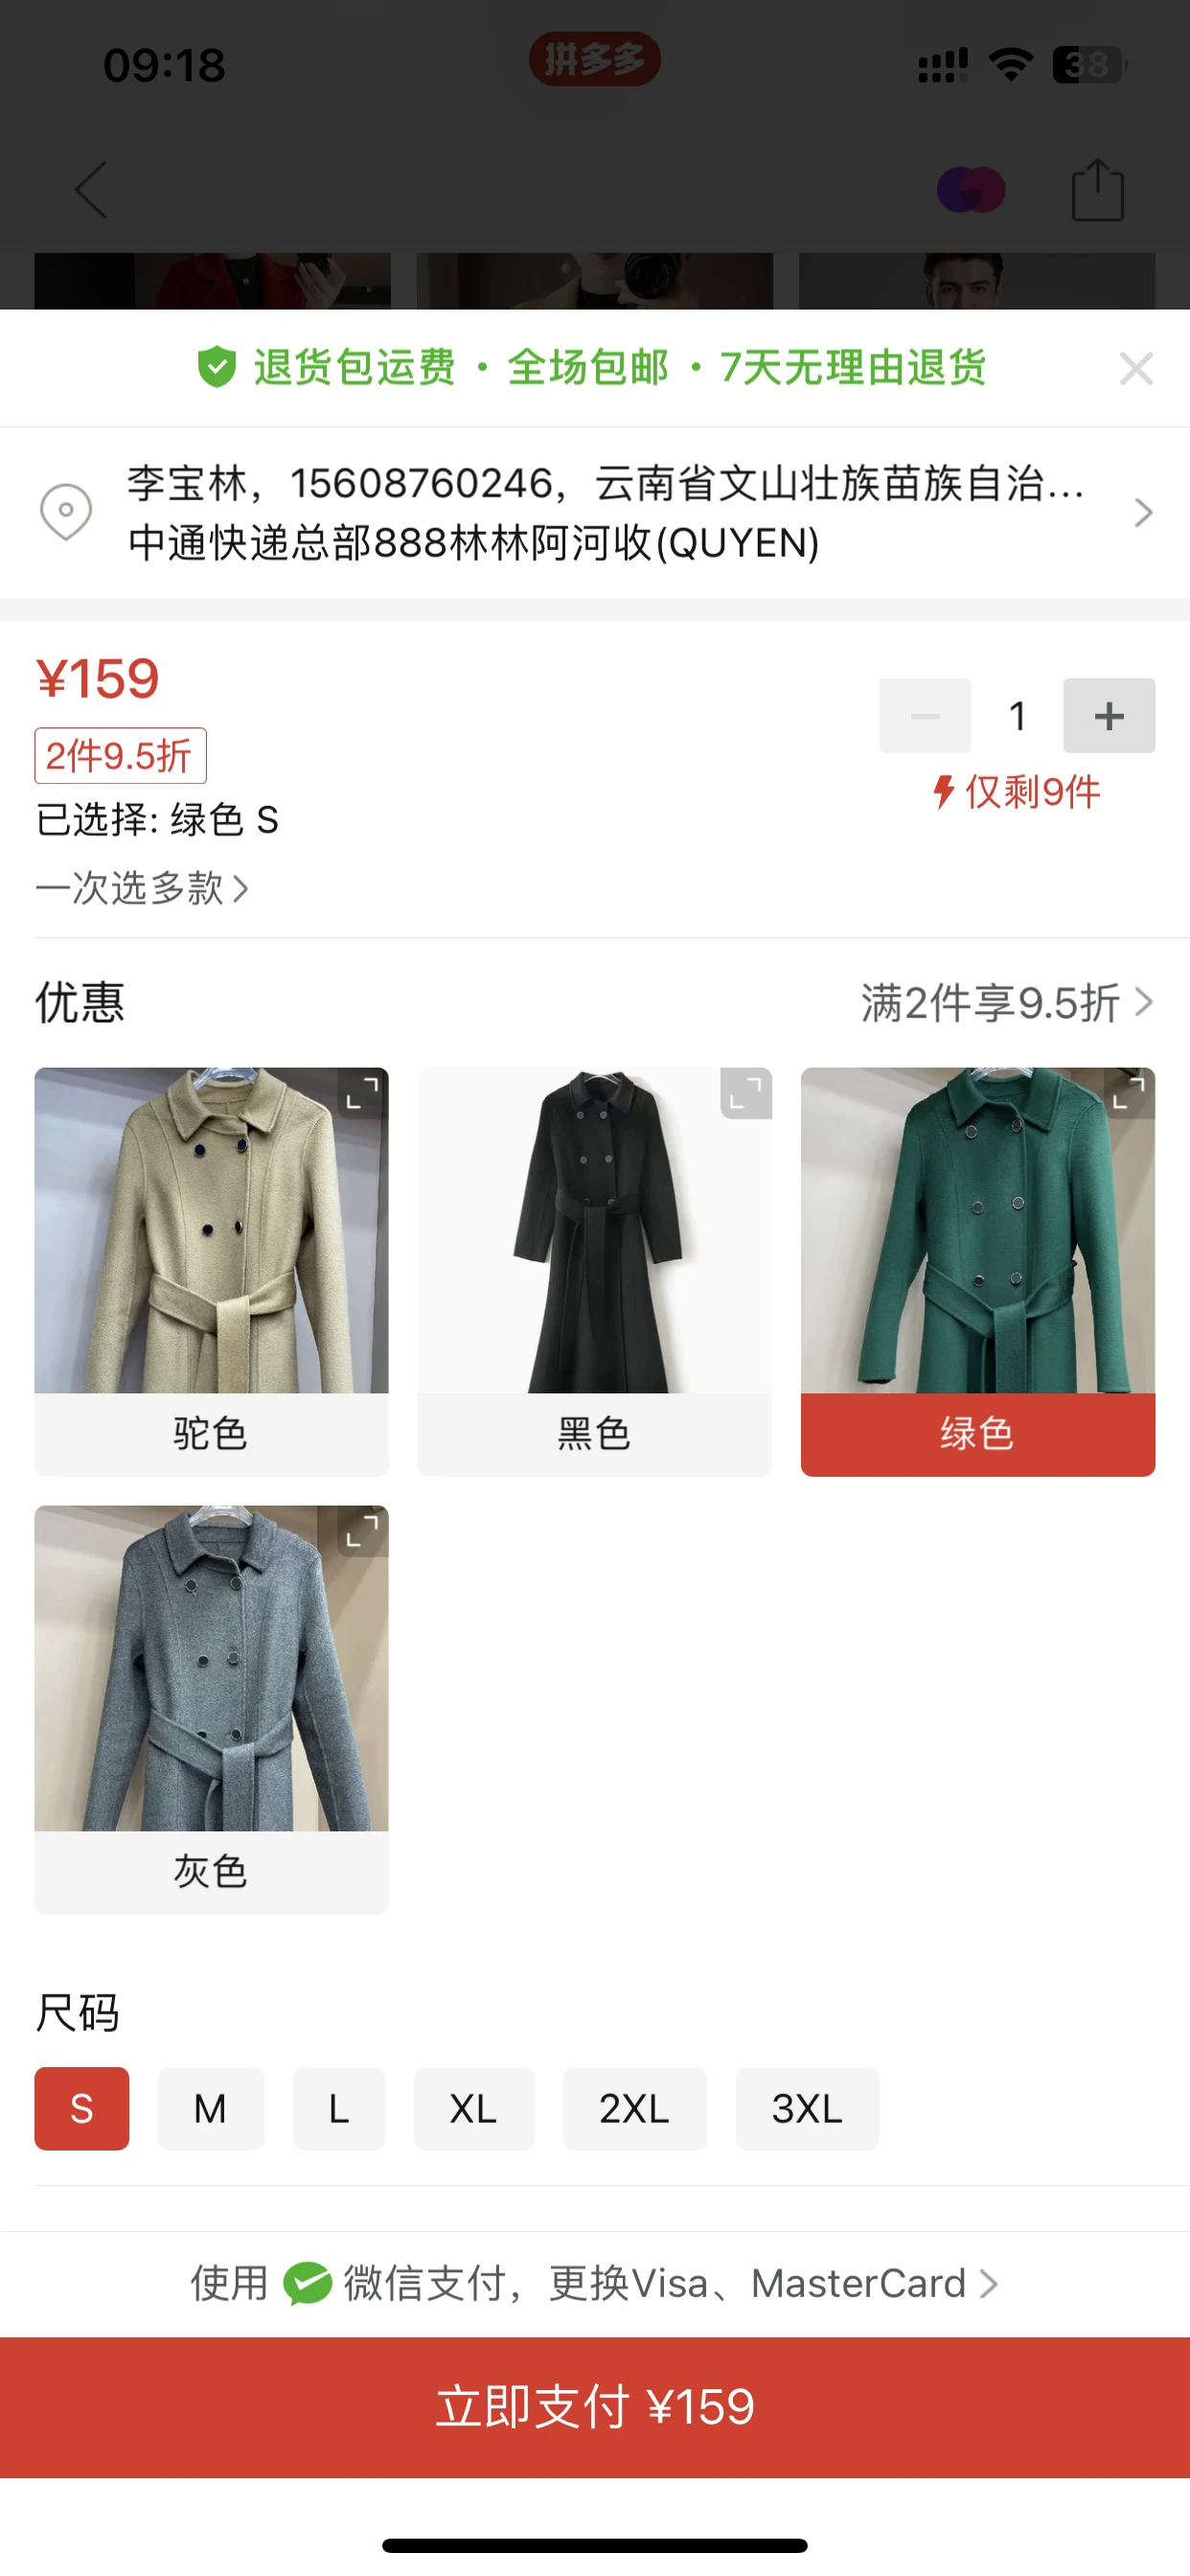 09:18
拼多多
38
退货包运费 · 全场包邮 · 7天无理由退货
李宝林，15608760246，云南省文山壮族苗族自治...
中通快递总部888林林阿河收(QUYEN)
¥159
1
2件9.5折
仅剩9件
已选择: 绿色 S
一次选多款
优惠
满2件享9.5折
驼色
黑色
绿色
灰色
尺码
S M L XL 2XL 3XL
使用 微信支付，更换Visa、MasterCard
立即支付 ¥159